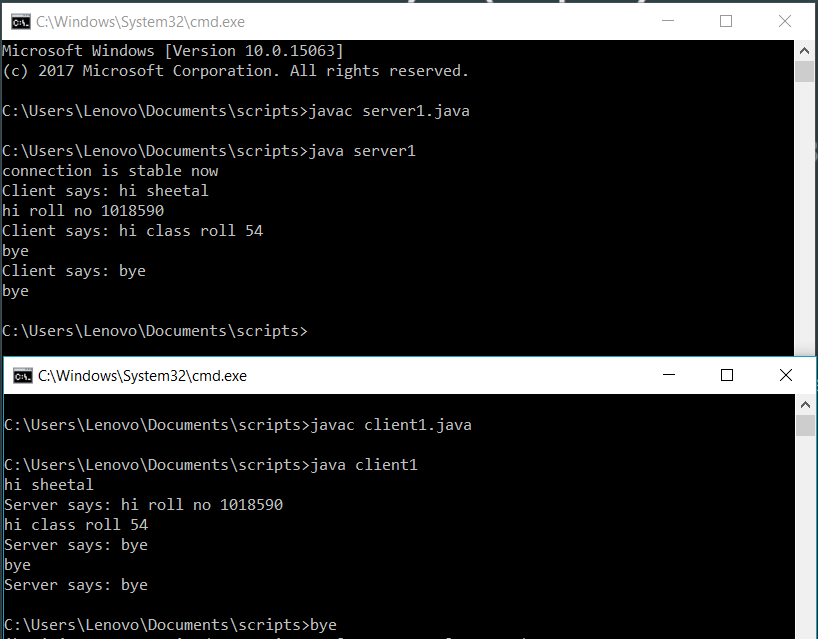 C:\Windows\System32\cmd.exe
Microsoft Windows [Version 10.0.15063]
(c) 2017 Microsoft Corporation. All rights reserved.
C:\Users\Lenovo\Documents\scripts>javac server1.java
C:\Users\Lenovo\Documents\scripts>java server1
connection is stable now
Client says: hi sheetal
hi roll no 1018590
Client says: hi class roll 54
bye
Client says: bye
bye
C:\Users\Lenovo\Documents\scripts>
C:\Windows\System32\cmd.exe
C:\Users\Lenovo\Documents\scripts>javac client1.java
C:\Users\Lenovo\Documents\scripts>java client1
hi sheetal
Server says: hi roll no 1018590
hi class roll 54
Server says: bye
bye
Server says: bye
C:\Users\Lenovo\Documents\scripts>bye